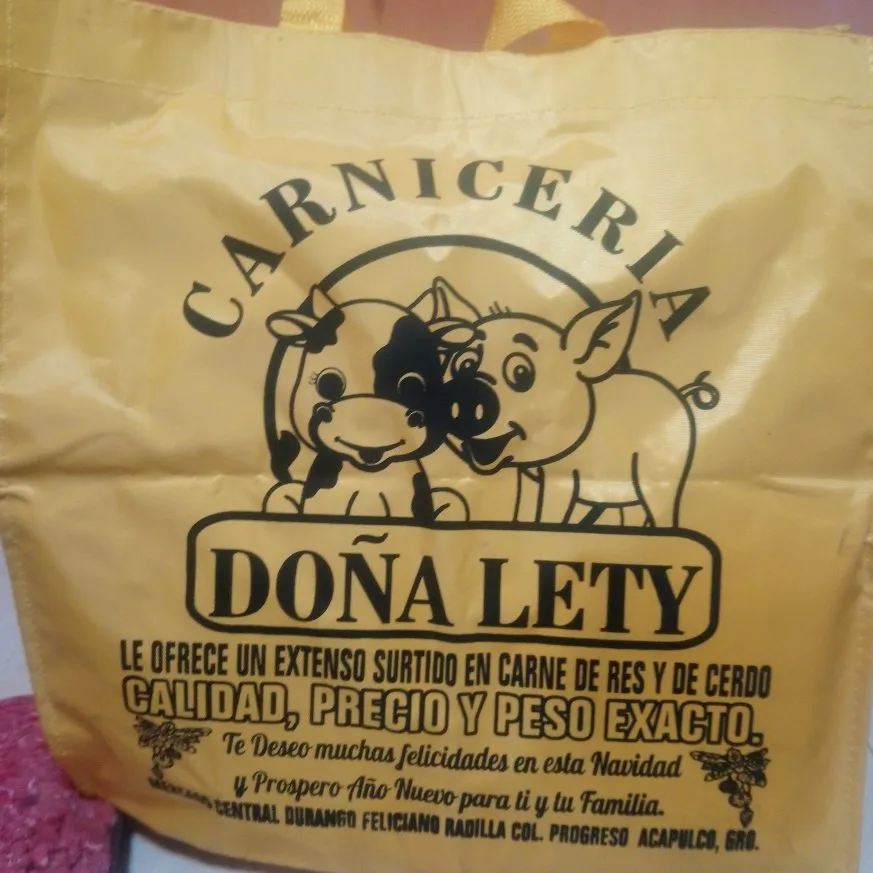 CARNICERIA
DOÑA LETY
LE OFRECE UN EXTENSO SURTIDO EN CARNE DE RES Y DE CERDO
CALIDAD, PRECIO Y PESO EXACTO.
Te Deseo muchas felicidades en esta Navidad
y Prospero Año Nuevo para ti y tu Familia.
MERCADO CENTRAL DURANGO FELICIANO RADILLA COL. PROGRESO ACAPULCO, GRO.